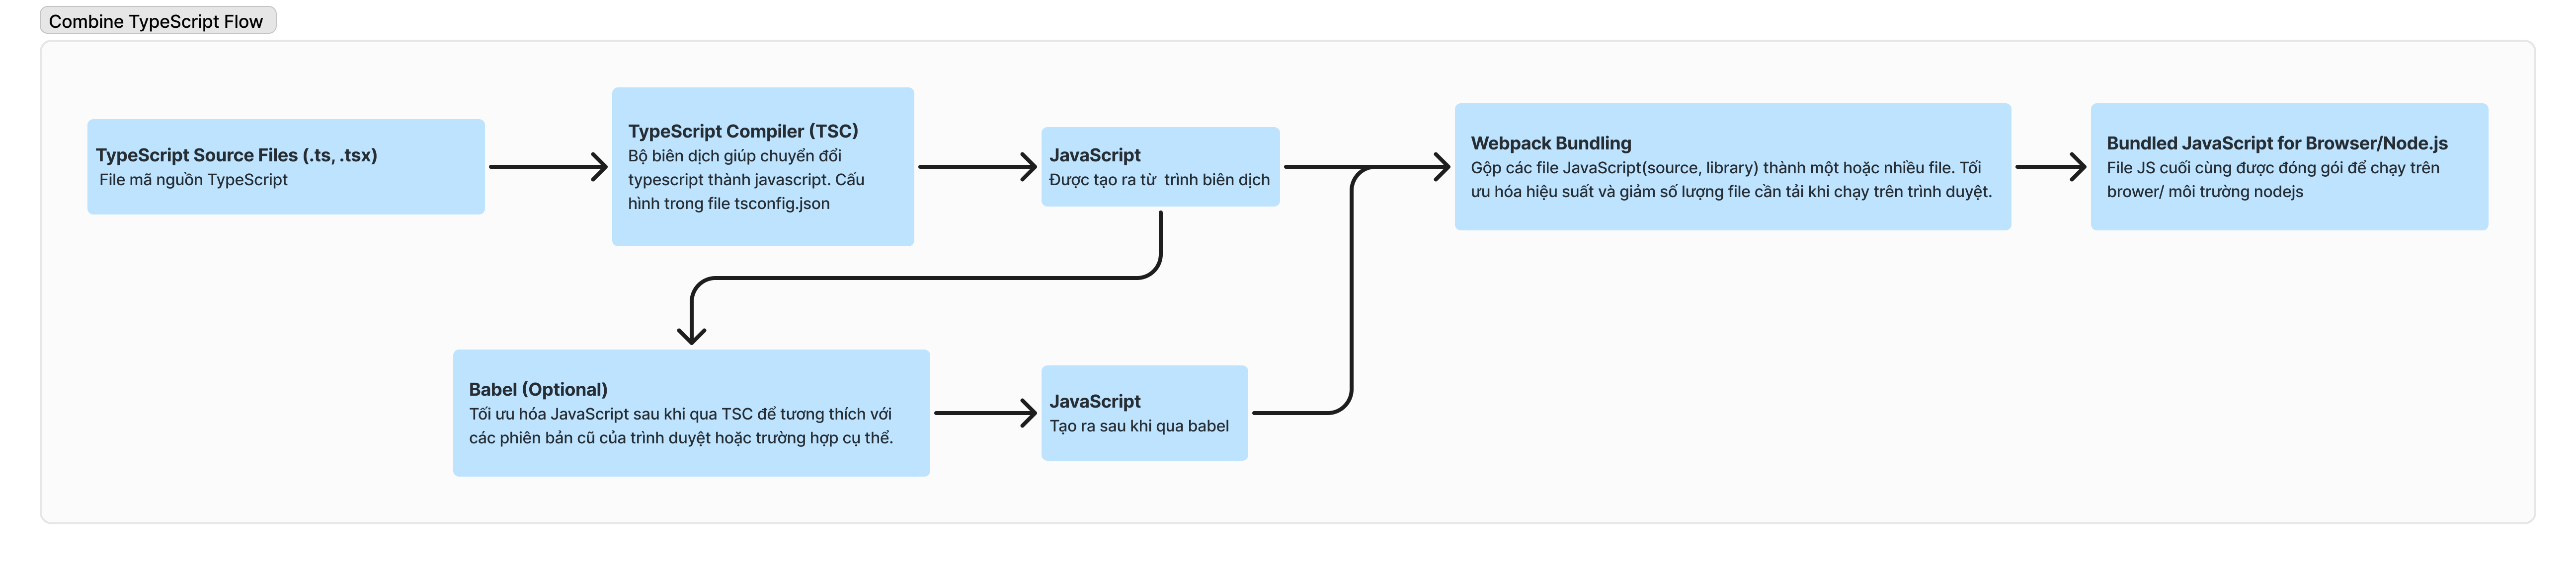 Combine TypeScript Flow
TypeScript Source Files (.ts, .tsx)
File mã nguồn TypeScript
TypeScript Compiler (TSC)
Bộ biên dịch giúp chuyển đổi
typescript thành javascript. Cấu
hình trong file tsconfig.json
JavaScript
Được tạo ra từ  trình biên dịch
Webpack Bundling
Gộp các file JavaScript(source, library) thành một hoặc nhiều file. Tối
ưu hóa hiệu suất và giảm số lượng file cần tải khi chạy trên trình duyệt.
Bundled JavaScript for Browser/Node.js
File JS cuối cùng được đóng gói để chạy trên
brower/ môi trường nodejs
Babel (Optional)
Tối ưu hóa JavaScript sau khi qua TSC để tương thích với
các phiên bản cũ của trình duyệt hoặc trường hợp cụ thể.
JavaScript
Tạo ra sau khi qua babel